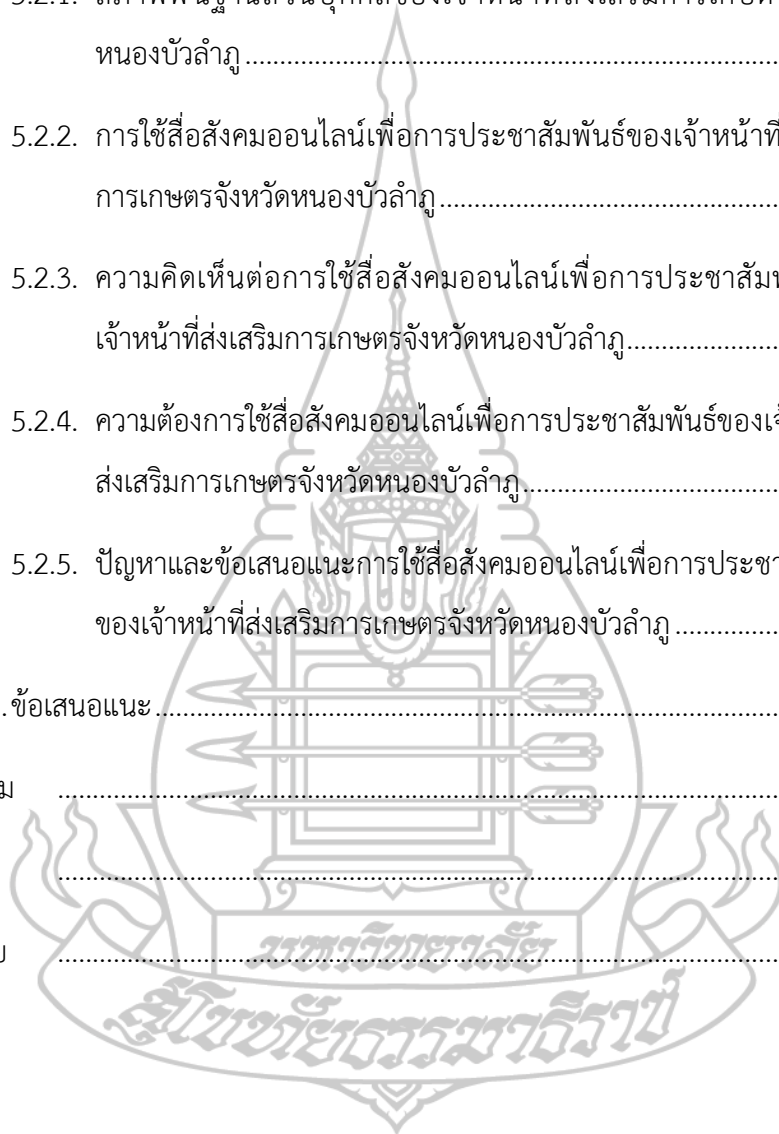 หนองบัวลำภู
5.2.2. การใช้สื่อสังคมออนไลน์เพื่อการประชาสัมพันธ์ของเจ้าหน้าที่
การเกษตรจังหวัดหนองบัวลำภู
5.2.3. ความคิดเห็นต่อการใช้สื่อสังคมออนไลน์เพื่อการประชาสัม
เจ้าหน้าที่ส่งเสริมการเกษตรจังหวัดหนองบัวลำภู
5.2.4. ความต้องการใช้สื่อสังคมออนไลน์เพื่อการประชาสัมพันธ์ของ
ส่งเสริมการเกษตรจังหวัดหนองบัวลำภู
5.2.5. ปัญหาและข้อเสนอแนะการใช้สื่อสังคมออนไลน์เพื่อการประชา
ของเจ้าหน้าที่ส่งเสริมการเกษตรจังหวัดหนองบัวลำภู
ข้อเสนอแนะ
มหาวิทยาลัย
สุโขทัยธรรมาธิราช